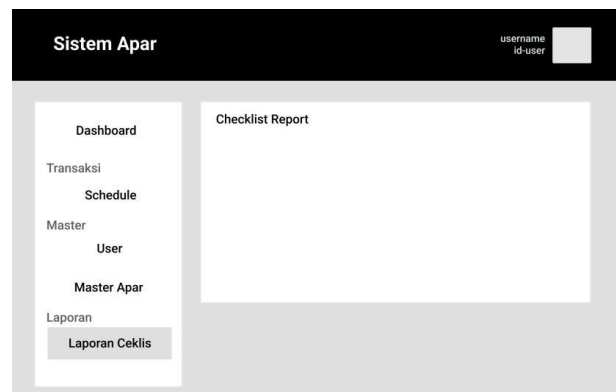 Sistem Apar
username
id-user
Dashboard
Transaksi
Schedule
Master
User
Master Apar
Laporan
Laporan Ceklis
Checklist Report